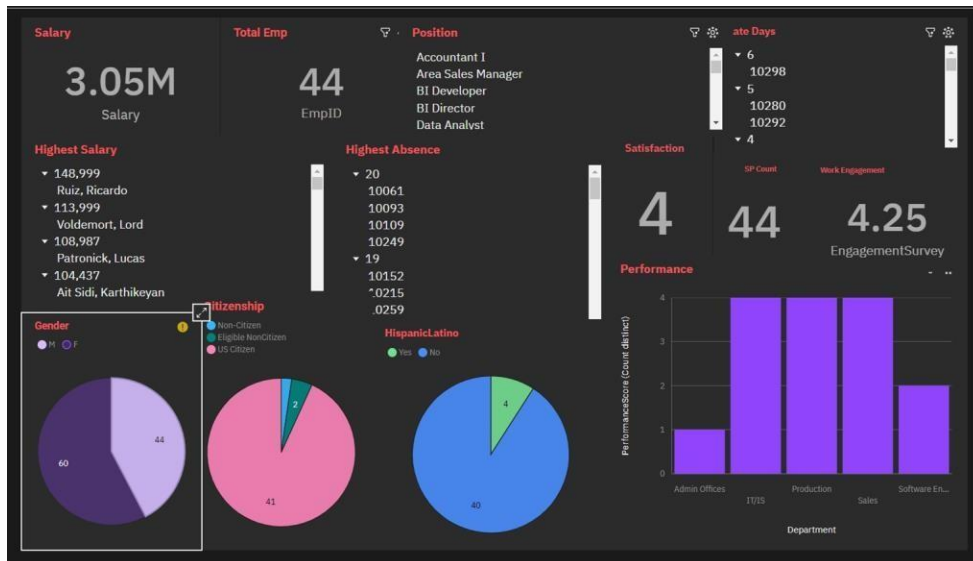 Salary
3.05M
Salary
Total Emp
44
EmpID
Position
Accountant I
Area Sales Manager
BI Developer
BI Director
Data Analyst
ate Days
6
10298
5
10280
10292
4
Highest Salary
148,999
Ruiz, Ricardo
113,999
Voldemort, Lord
108,987
Patronick, Lucas
104,437
Ait Sidi, Karthikeyan
Highest Absence
20
10061
10093
10109
10249
19
10152
0215
0259
Satisfaction
4
SP Count
44
Work Engagement
4.25
EngagementSurvey
Gender
M F
44
60
Citizenship
Non-Citizen
Eligible NonCitizen
US Citizen
2
41
HispanicLatino
Yes No
4
40
Performance
PerformanceScore (Count distinct)
4
3
2
1
0
Admin Offices
IT/IS
Production
Sales
Software En...
Department